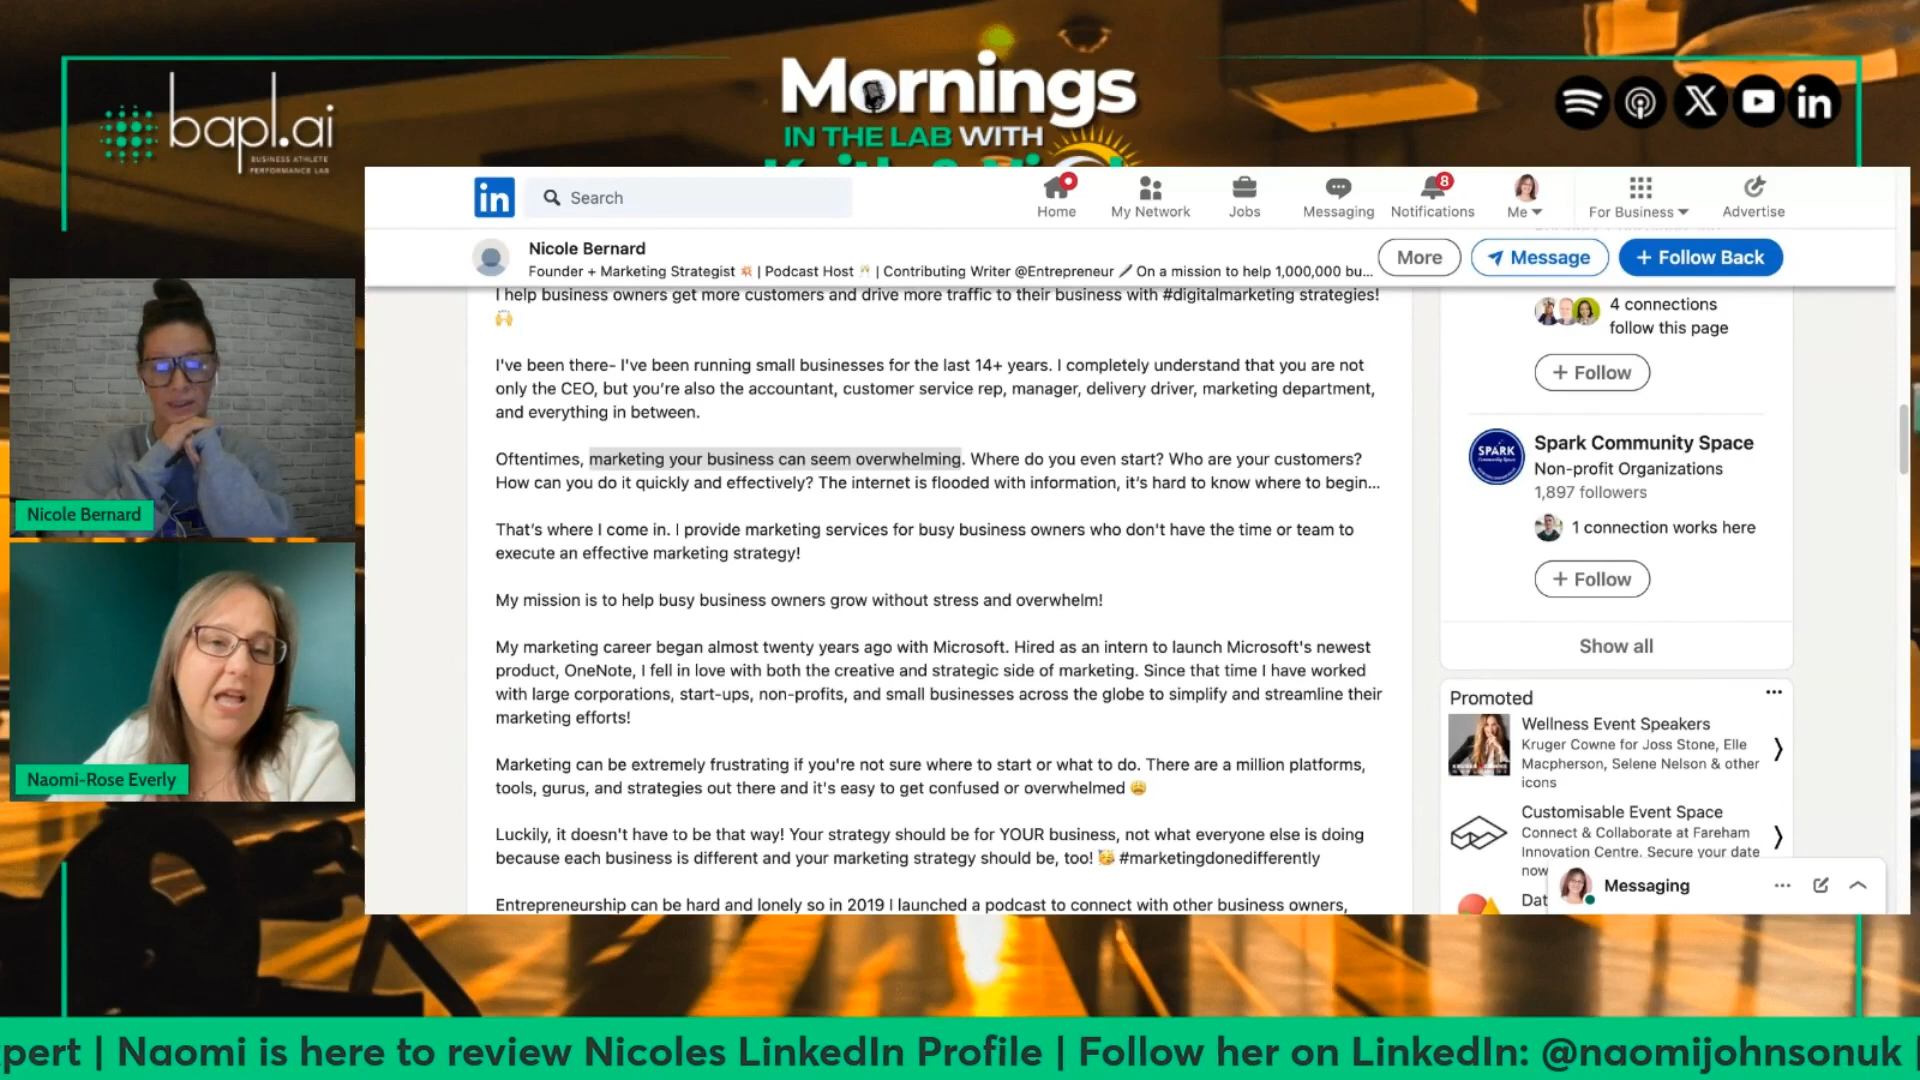 bapl.ai
BUSINESS ATHLETE
PERFORMANCE LAB
Mornings
IN THE LAB WITH
in
Search
Home
My Network
Jobs
Messaging
8
Notifications
Me
For Business
Advertise
Nicole Bernard
Founder + Marketing Strategist 💥 | Podcast Host 🥂 | Contributing Writer @Entrepreneur 🖊 On a mission to help 1,000,000 bu...
More
Message
+ Follow Back
I help business owners get more customers and drive more traffic to their business with #digitalmarketing strategies!
🙌
I've been there- I've been running small businesses for the last 14+ years. I completely understand that you are not
only the CEO, but you're also the accountant, customer service rep, manager, delivery driver, marketing department,
and everything in between.
Oftentimes, marketing your business can seem overwhelming. Where do you even start? Who are your customers?
How can you do it quickly and effectively? The internet is flooded with information, it's hard to know where to begin...
That's where I come in. I provide marketing services for busy business owners who don't have the time or team to
execute an effective marketing strategy!
My mission is to help busy business owners grow without stress and overwhelm!
My marketing career began almost twenty years ago with Microsoft. Hired as an intern to launch Microsoft's newest
product, OneNote, I fell in love with both the creative and strategic side of marketing. Since that time I have worked
with large corporations, start-ups, non-profits, and small businesses across the globe to simplify and streamline their
marketing efforts!
Marketing can be extremely frustrating if you're not sure where to start or what to do. There are a million platforms,
tools, gurus, and strategies out there and it's easy to get confused or overwhelmed 😩
Luckily, it doesn't have to be that way! Your strategy should be for YOUR business, not what everyone else is doing
because each business is different and your marketing strategy should be, too! 🥳 #marketingdonedifferently
Entrepreneurship can be hard and lonely so in 2019 I launched a podcast to connect with other business owners,
4 connections
follow this page
+ Follow
SPARK
Spark Community Space
Non-profit Organizations
1,897 followers
1 connection works here
+ Follow
Show all
Promoted
Wellness Event Speakers
Kruger Cowne for Joss Stone, Elle
Macpherson, Selene Nelson & other
icons
Customisable Event Space
Connect & Collaborate at Fareham
Innovation Centre. Secure your date
now
Dat
Messaging
Nicole Bernard
Naomi-Rose Everly
pert | Naomi is here to review Nicoles LinkedIn Profile | Follow her on LinkedIn: @naomijohnsonuk